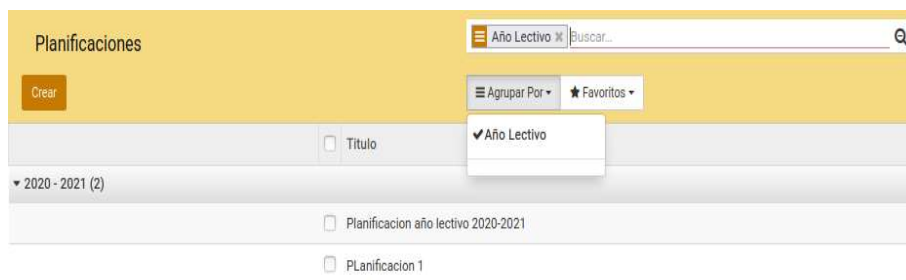 Planificaciones
Año Lectivo
Buscar...
Crear
Agrupar Por
Favoritos
Año Lectivo
Titulo
2020 - 2021 (2)
Planificacion año lectivo 2020-2021
PLanificacion 1